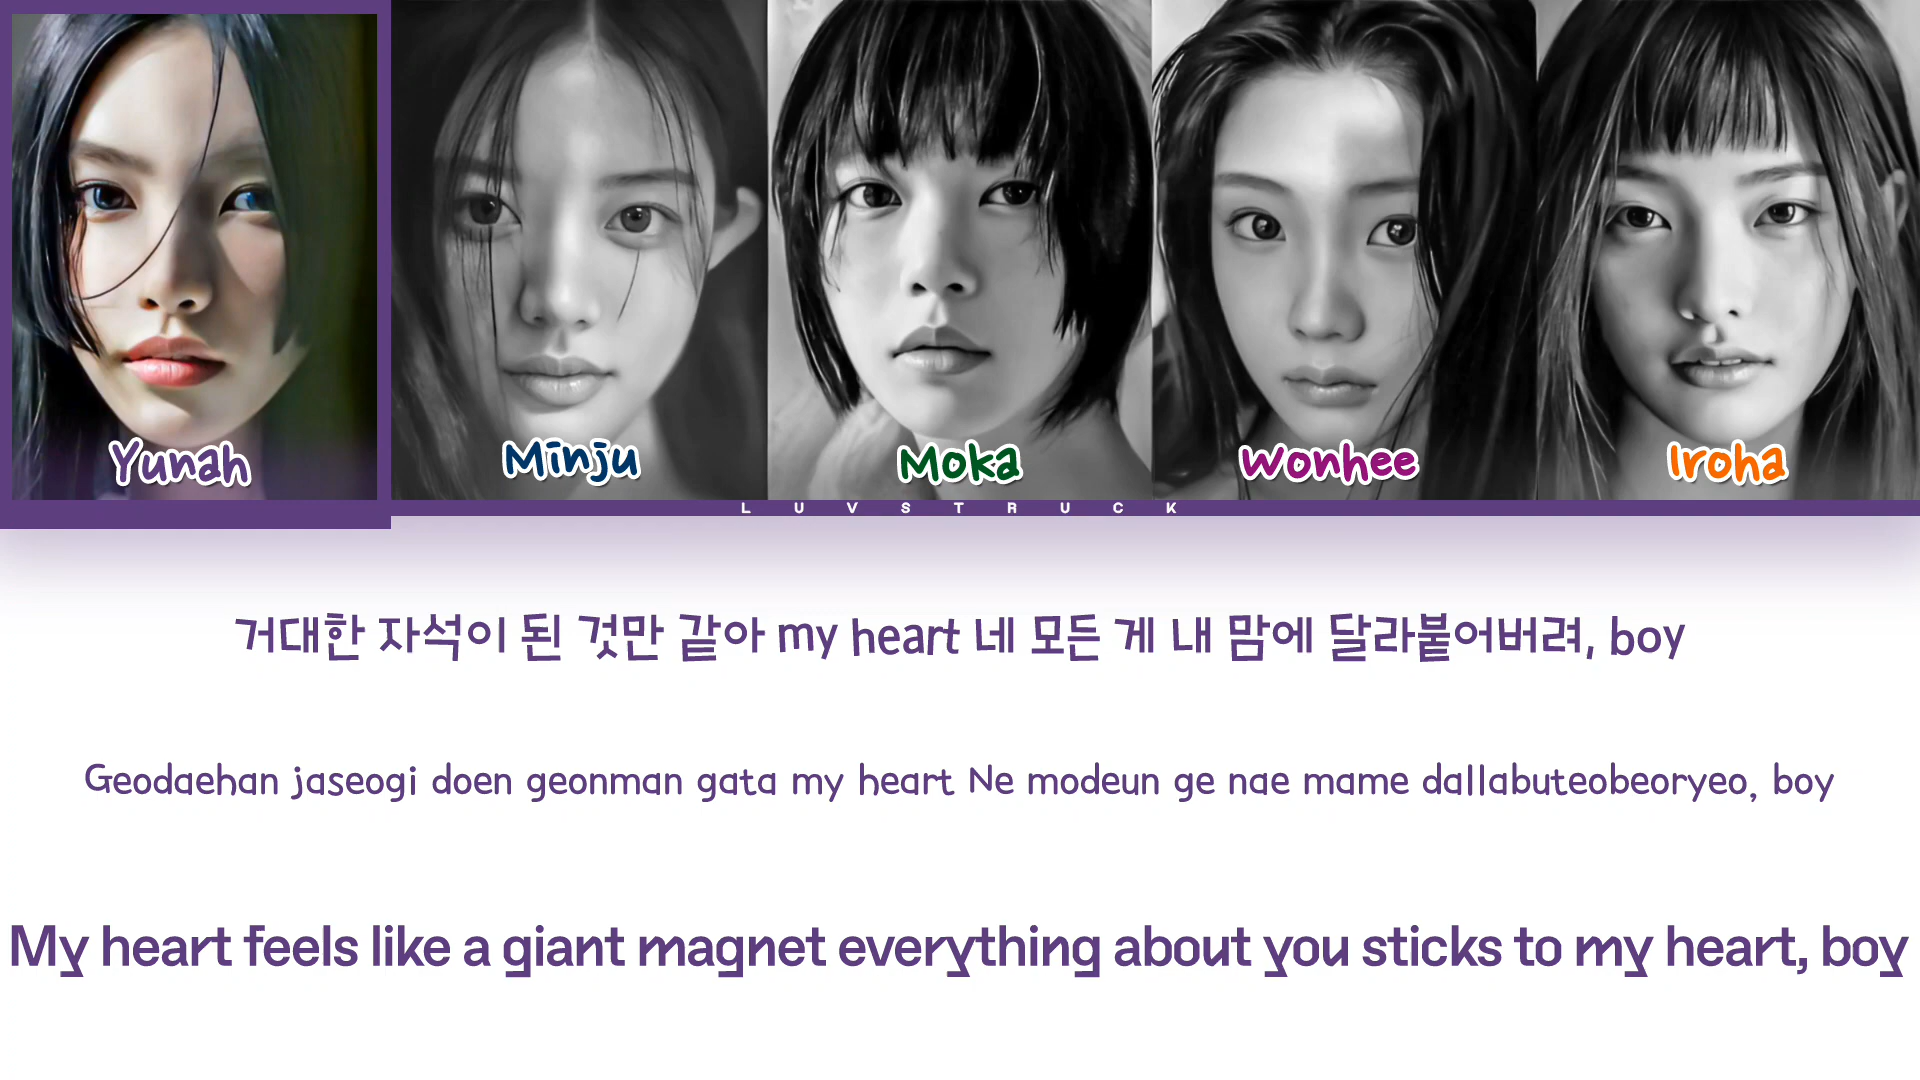 Yunah Minju Moka Wonhee Iroha
LUVSTRUCK
거대한 자석이 된 것만 같아 my heart 네 모든 게 내 맘에 달라붙어버려, boy
Geodaehan jaseogi doen geonman gata my heart Ne modeun ge nae mame dallabuteobeoryeo, boy
My heart feels like a giant magnet everything about you sticks to my heart, boy